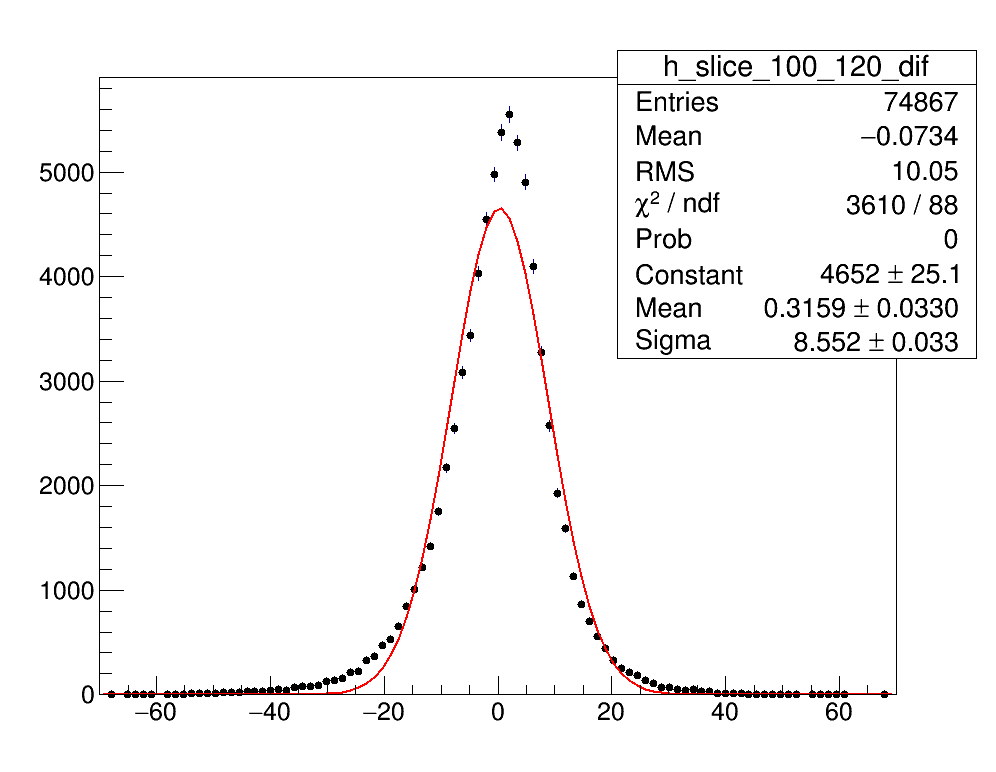 h_slice_100_120_dif
Entries 74867
Mean −0.0734
RMS 10.05
χ² / ndf 3610 / 88
Prob 0
Constant 4652 ± 25.1
Mean 0.3159 ± 0.0330
Sigma 8.552 ± 0.033
5000
4000
3000
2000
1000
0
−60 −40 −20 0 20 40 60